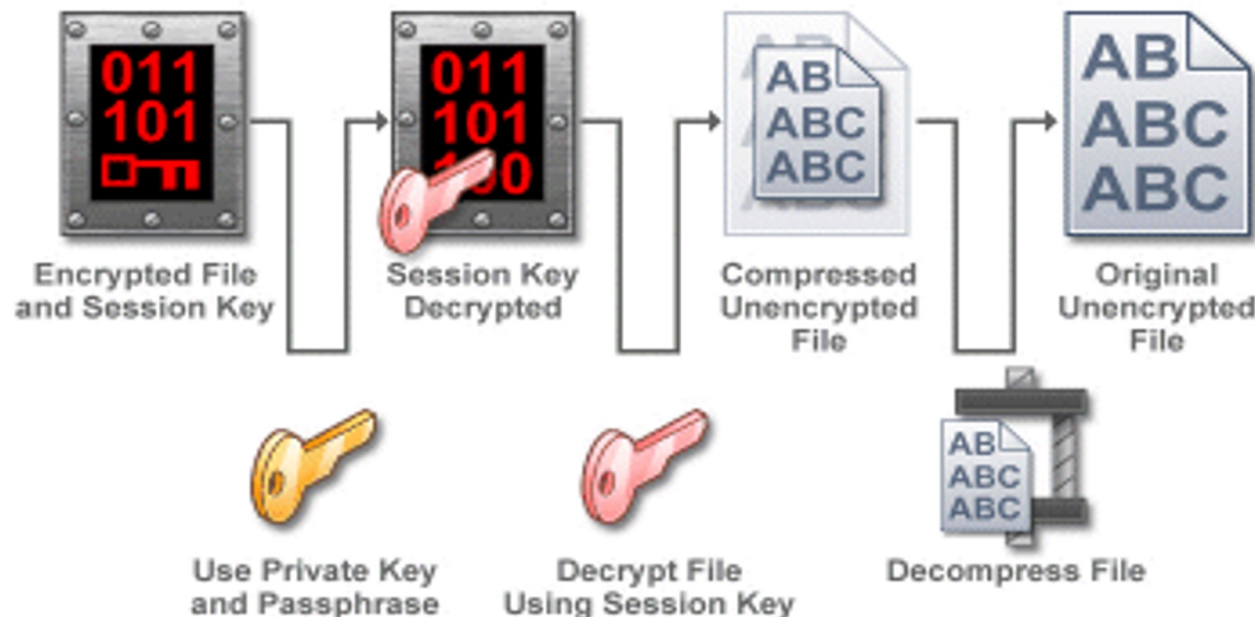 011
101
011
101
100
AB
ABC
ABC
AB
ABC
ABC
Encrypted File
and Session Key
Session Key
Decrypted
Compressed
Unencrypted
File
Original
Unencrypted
File
AB
ABC
ABC
Use Private Key
and Passphrase
Decrypt File
Using Session Key
Decompress File